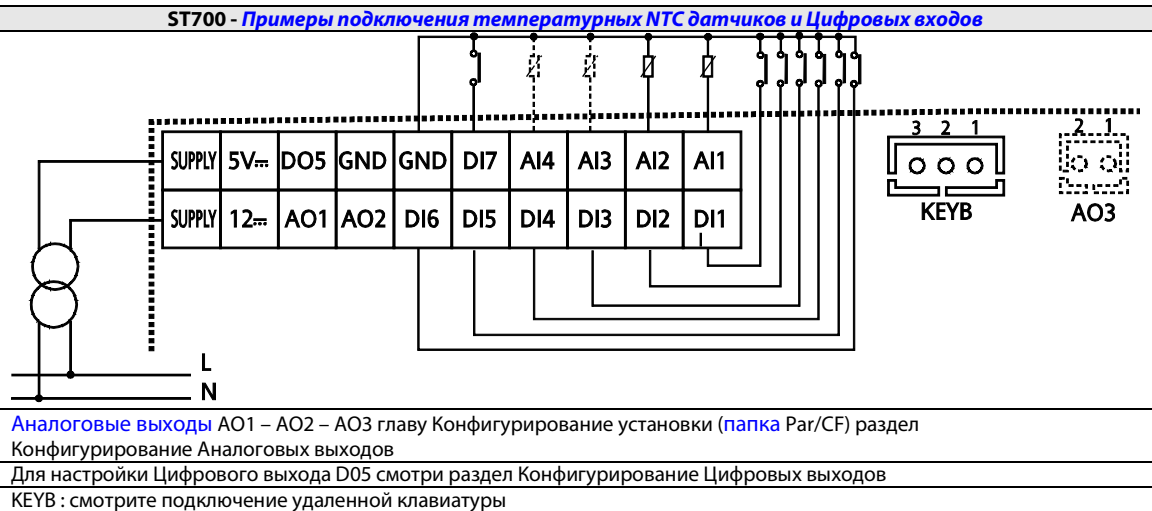 ST700 - Примеры подключения температурных NTC датчиков и Цифровых входов
SUPPLY 5V⎓ DO5 GND GND DI7 AI4 AI3 AI2 AI1
SUPPLY 12⎓ AO1 AO2 DI6 DI5 DI4 DI3 DI2 DI1
3 2 1
KEYB
2 1
AO3
L
N
Аналоговые выходы AO1 – AO2 – AO3 главу Конфигурирование установки (папка Par/CF) раздел
Конфигурирование Аналоговых выходов
Для настройки Цифрового выхода D05 смотри раздел Конфигурирование Цифровых выходов
KEYB : смотрите подключение удаленной клавиатуры